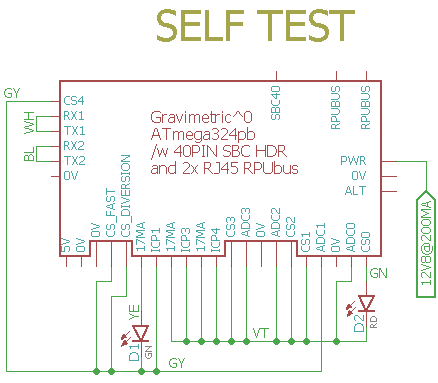 SELF TEST
GY
CS4
RX1
TX1
RX2
TX2
0V
WH
BL
Gravimetric^0
ATmega324pb
/w 40PIN SBC HDR
and 2x RJ45 RPUbus
SBC40
RPUBUS
RPUBUS
PWR
0V
ALT
12V8@200MA
5V
0V
0V
CS_FAST
CS_DIVERSION
17MA
ICP1
17MA
ICP3
17MA
ICP4
CS3
ADC3
0V
ADC2
CS2
CS1
ADC1
0V
ADC0
CS0
YE
D1
GN
GY
VT
GN
D2
RD